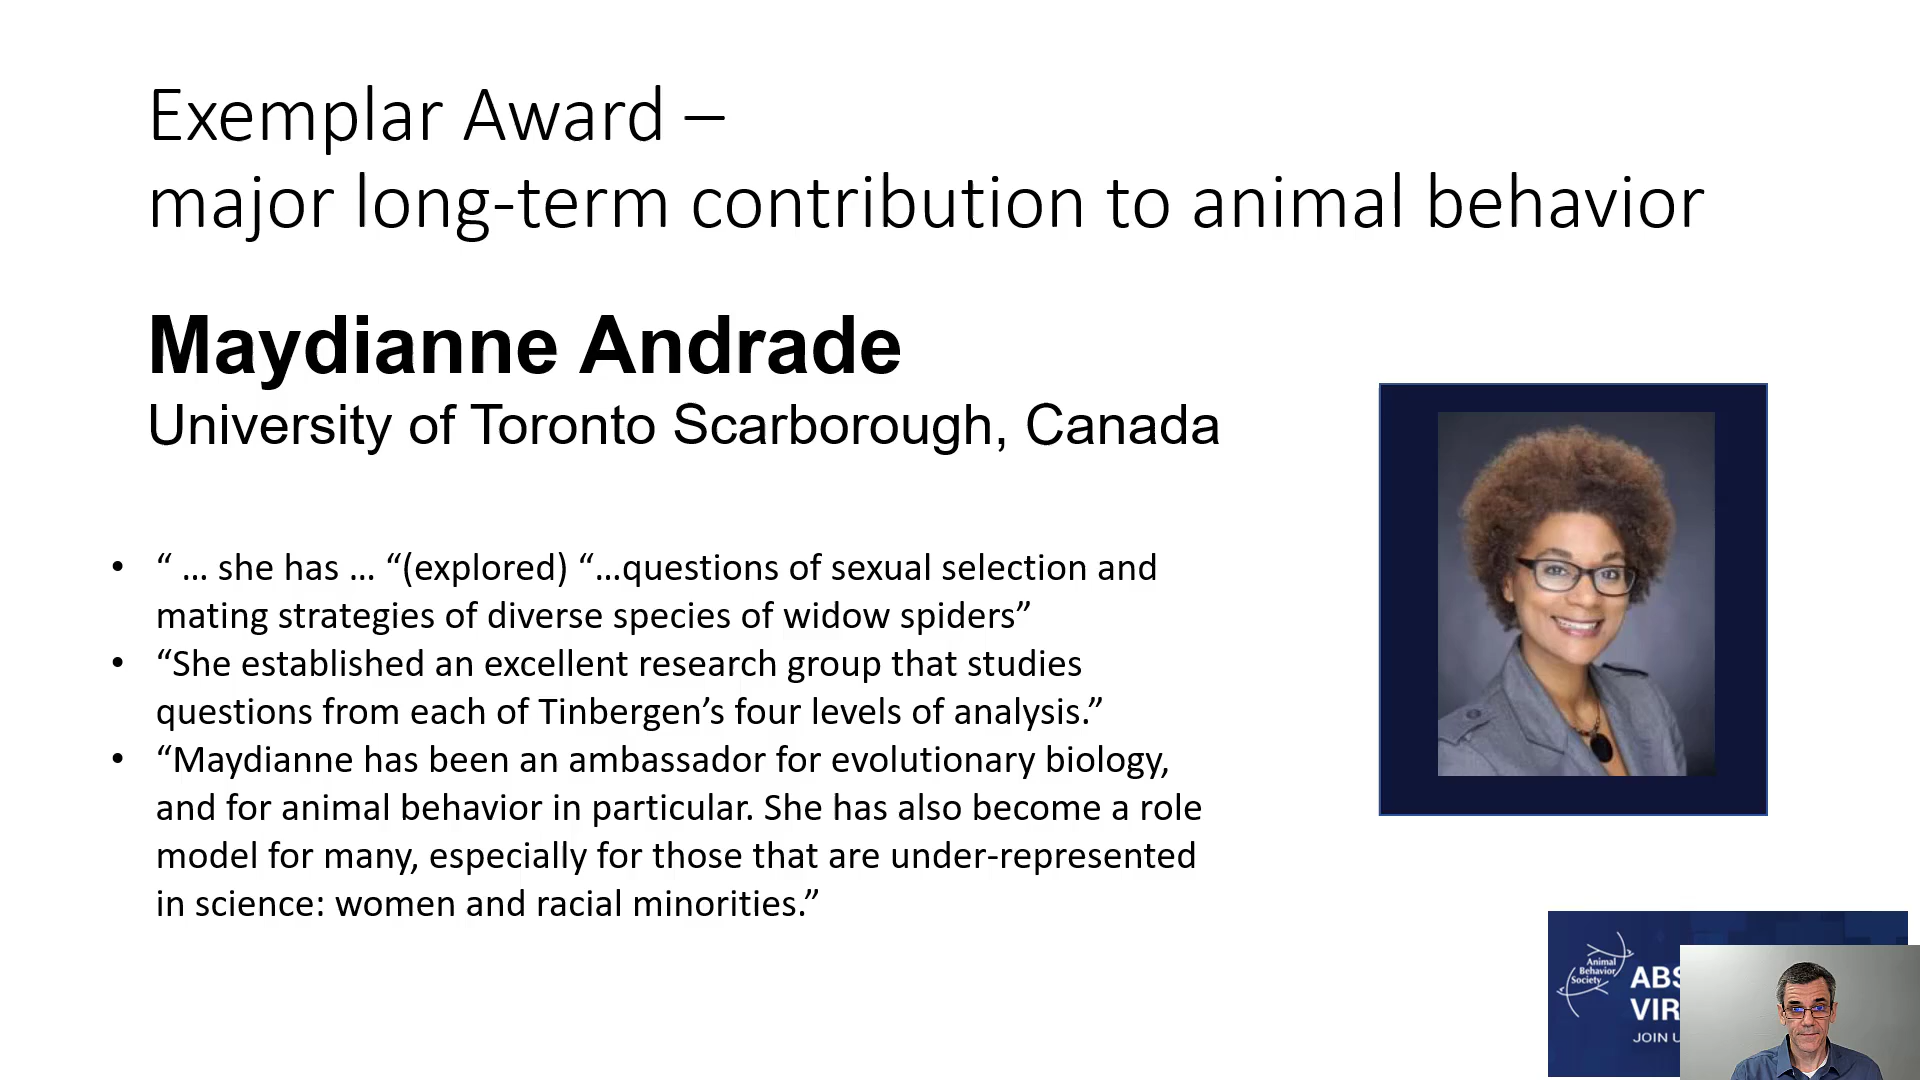 Exemplar Award –
major long-term contribution to animal behavior
Maydianne Andrade
University of Toronto Scarborough, Canada
• “ ... she has ... “(explored) “...questions of sexual selection and
mating strategies of diverse species of widow spiders”
• “She established an excellent research group that studies
questions from each of Tinbergen’s four levels of analysis.”
• “Maydianne has been an ambassador for evolutionary biology,
and for animal behavior in particular. She has also become a role
model for many, especially for those that are under-represented
in science: women and racial minorities.”
Animal
Behavior
Society
ABS
VIR
JOIN